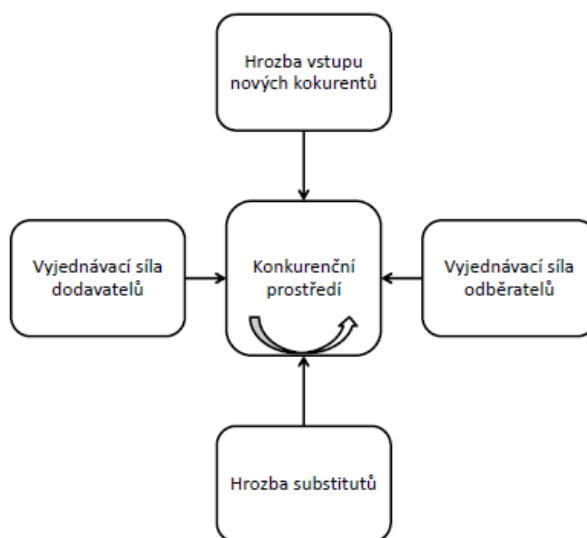 Hrozba vstupu
nových kokurentů
Vyjednávací síla
dodavatelů
Konkurenční
prostředí
Vyjednávací síla
odběratelů
Hrozba substitutů